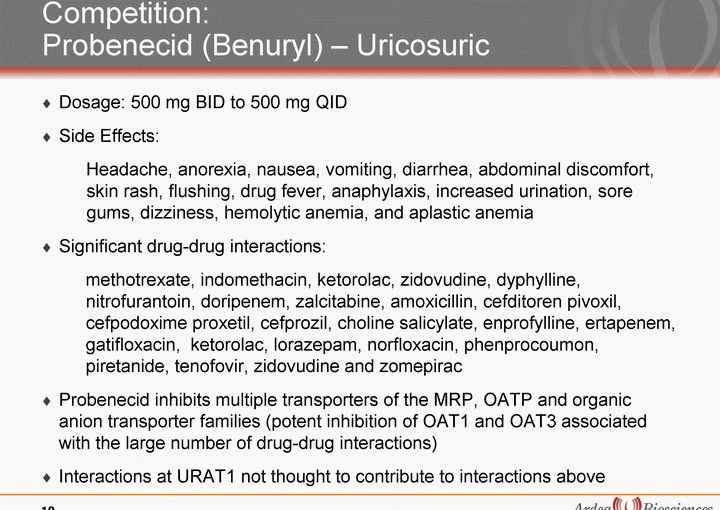 Competition:
Probenecid (Benuryl) – Uricosuric
♦ Dosage: 500 mg BID to 500 mg QID
♦ Side Effects:
Headache, anorexia, nausea, vomiting, diarrhea, abdominal discomfort,
skin rash, flushing, drug fever, anaphylaxis, increased urination, sore
gums, dizziness, hemolytic anemia, and aplastic anemia
♦ Significant drug-drug interactions:
methotrexate, indomethacin, ketorolac, zidovudine, dyphylline,
nitrofurantoin, doripenem, zalcitabine, amoxicillin, cefditoren pivoxil,
cefpodoxime proxetil, cefprozil, choline salicylate, enprofylline, ertapenem,
gatifloxacin, ketorolac, lorazepam, norfloxacin, phenprocoumon,
piretanide, tenofovir, zidovudine and zomepirac
♦ Probenecid inhibits multiple transporters of the MRP, OATP and organic
anion transporter families (potent inhibition of OAT1 and OAT3 associated
with the large number of drug-drug interactions)
♦ Interactions at URAT1 not thought to contribute to interactions above
Ardea Biosciences